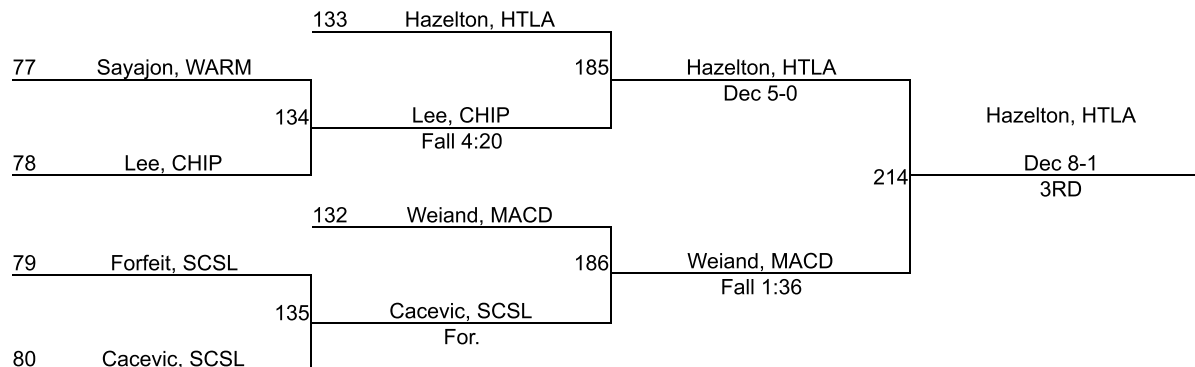 133 Hazelton, HTLA
77 Sayajon, WARM
185 Hazelton, HTLA
Dec 5-0
134 Lee, CHIP
Fall 4:20
Hazelton, HTLA
78 Lee, CHIP
Dec 8-1
214
3RD
132 Weiand, MACD
79 Forfeit, SCSL
186 Weiand, MACD
Fall 1:36
135 Cacevic, SCSL
For.
80 Cacevic, SCSL